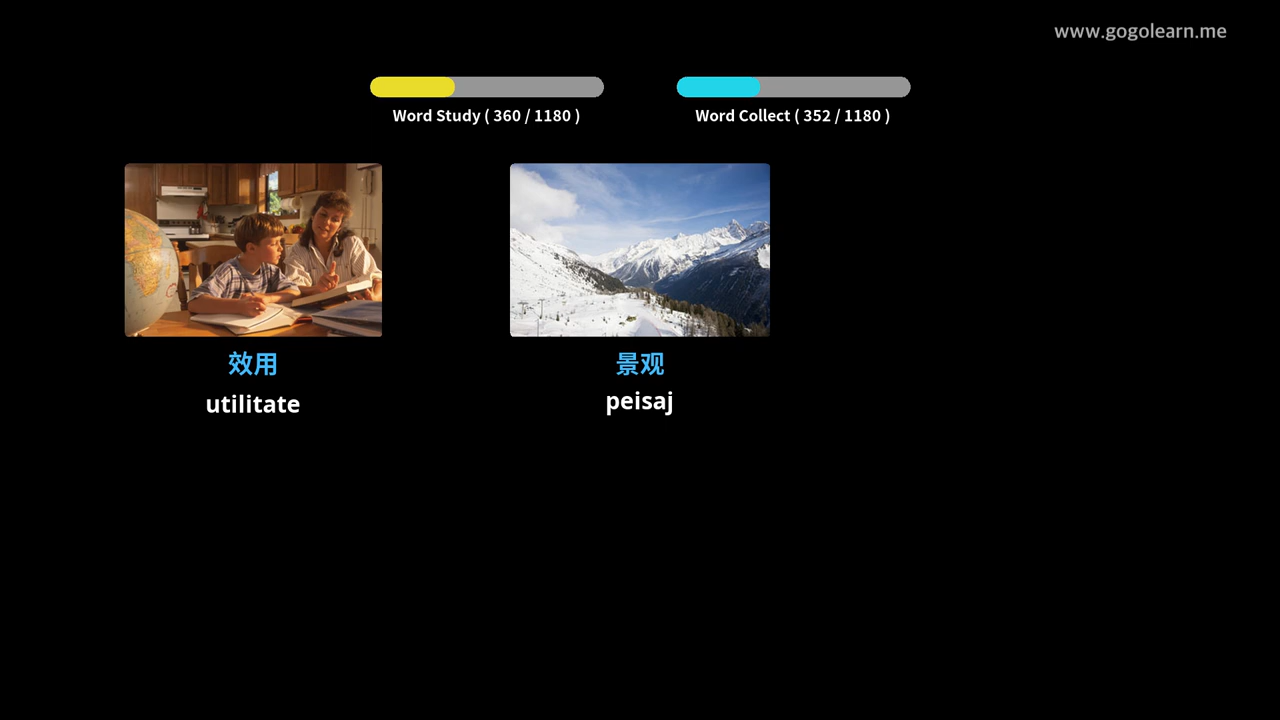 www.gogolearn.me
Word Study ( 360 / 1180 )
Word Collect ( 352 / 1180 )
效用
utilitate
景观
peisaj